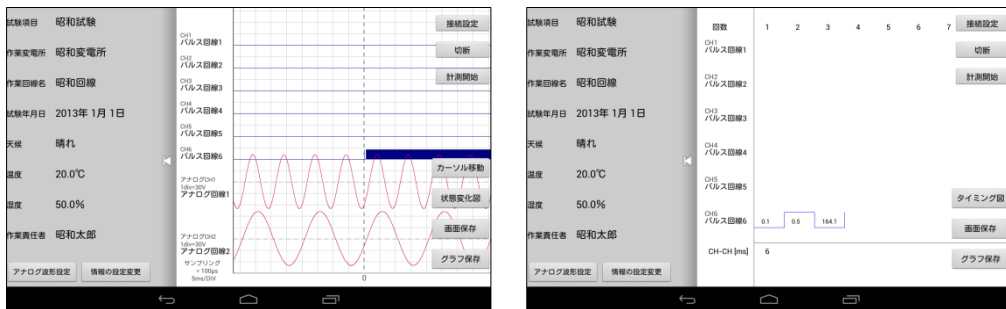 試験項目 昭和試験
作業変電所 昭和変電所
作業回線名 昭和回線
試験年月日 2013年 1月 1日
天候 晴れ
温度 20.0℃
湿度 50.0%
作業責任者 昭和太郎
アナログ波形設定 情報の設定変更
CH1
パルス回線1
CH2
パルス回線2
CH3
パルス回線3
CH4
パルス回線4
CH5
パルス回線5
CH6
パルス回線6
アナログCH1
1div=30V
アナログ回線1
アナログCH2
1div=30V
アナログ回線2
サンプリング
= 100μs
5ms/DIV
0
接続設定
切断
計測開始
カーソル移動
状態変化図
画面保存
グラフ保存
試験項目 昭和試験
作業変電所 昭和変電所
作業回線名 昭和回線
試験年月日 2013年 1月 1日
天候 晴れ
温度 20.0℃
湿度 50.0%
作業責任者 昭和太郎
アナログ波形設定 情報の設定変更
回数 1 2 3 4 5 6 7
CH1
パルス回線1
CH2
パルス回線2
CH3
パルス回線3
CH4
パルス回線4
CH5
パルス回線5
CH6
パルス回線6 0.1 0.5 164.1
CH-CH [ms] 6
接続設定
切断
計測開始
タイミング図
画面保存
グラフ保存